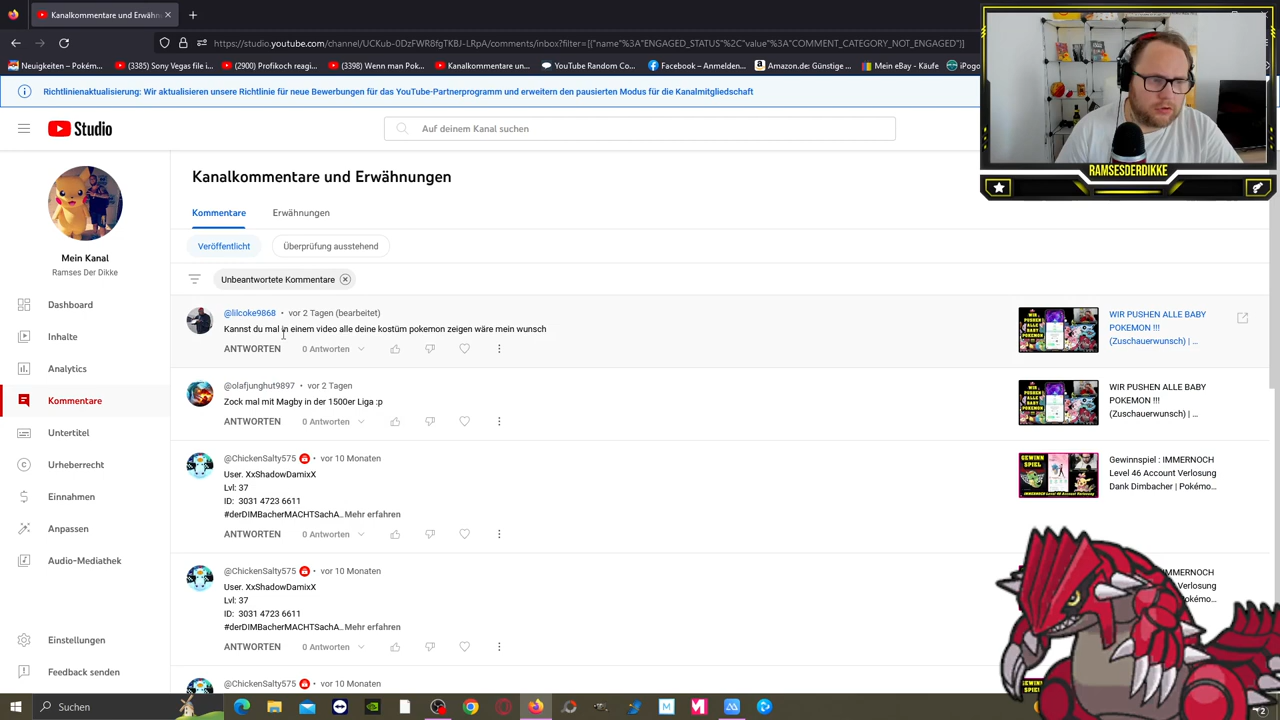 Kanalkommentare und Erwähn
https://studio.youtube.com/channel/UCKub-0DzFWR8fgTKBJ-LRpA/comments/inbox?filter=[{"name"%3A"ENGAGED_STATUS"%2C"value"%3ACOMMENT_CATEGORY_NOT_ENGAGED"}]
Neuigkeiten – Pokém... (3385) Sony Vegas file i... (2900) Profikoch reagi... (3398) Wenn von Pok... Kanalkommentare un... YouTube Random Co... Facebook – Anmelden... Amazon.de: Günstige ... Mein eBay - Käufe iPogo
Richtlinienaktualisierung: Wir aktualisieren unsere Richtlinie für neue Bewerbungen für das YouTube-Partnerprogramm und erweitern den pausierten Modus für die Kanalmitgliedschaft
Studio
Auf deinem Kanal suchen
RAMSESDERDIKKE
Mein Kanal
Ramses Der Dikke
Dashboard
Inhalte
Analytics
Kommentare
Untertitel
Urheberrecht
Einnahmen
Anpassen
Audio-Mediathek
Einstellungen
Feedback senden
Kanalkommentare und Erwähnungen
Kommentare Erwähnungen
Veröffentlicht Überprüfung ausstehend
Unbeantwortete Kommentare
@lilcoke9868 • vor 2 Tagen (bearbeitet)
Kannst du mal in einem video alle deine kostüm pokemon zeigen wäre mein wunsch
ANTWORTEN 0 Antworten
WIR PUSHEN ALLE BABY
POKEMON !!!
(Zuschauerwunsch) | ...
@olafjunghut9897 • vor 2 Tagen
Zock mal mit Magby in der 1500er Liga :p
ANTWORTEN 0 Antworten
WIR PUSHEN ALLE BABY
POKEMON !!!
(Zuschauerwunsch) | ...
@ChickenSalty575 • vor 10 Monaten
User. XxShadowDamixX
Lvl: 37
ID: 3031 4723 6611
#derDIMBacherMACHTSachA... Mehr erfahren
ANTWORTEN 0 Antworten
GEWINN
SPIEL
Gewinnspiel : IMMERNOCH
Level 46 Account Verlosung
Dank Dimbacher | Pokémo...
@ChickenSalty575 • vor 10 Monaten
User. XxShadowDamixX
Lvl: 37
ID: 3031 4723 6611
#derDIMBacherMACHTSachA... Mehr erfahren
ANTWORTEN 0 Antworten
IMMERNOCH
Verlosung
@ChickenSalty575 • vor 10 Monaten
GEWINN
Suchen
2